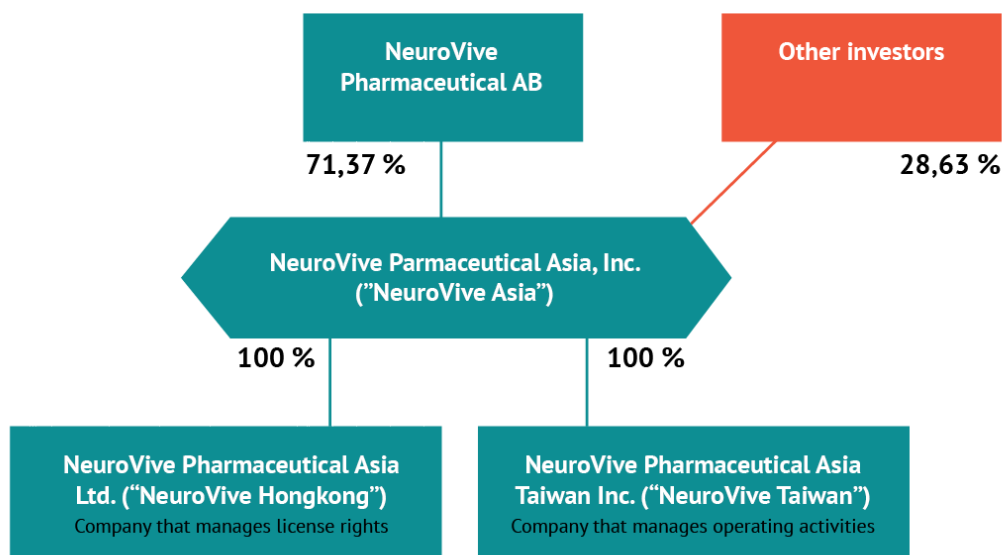 NeuroVive
Pharmaceutical AB
Other investors
71,37 %
28,63 %
NeuroVive Parmaceutical Asia, Inc.
(”NeuroVive Asia”)
100 %
100 %
NeuroVive Pharmaceutical Asia
Ltd. (“NeuroVive Hongkong”)
Company that manages license rights
NeuroVive Pharmaceutical Asia
Taiwan Inc. (“NeuroVive Taiwan”)
Company that manages operating activities